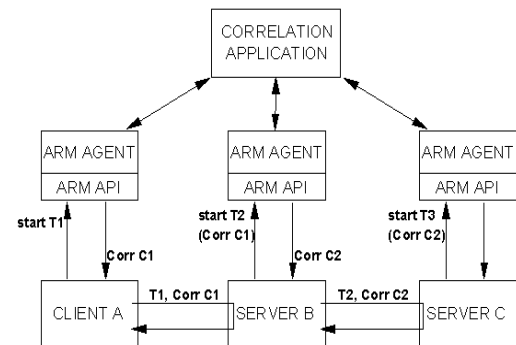 CORRELATION
APPLICATION
ARM AGENT
ARM API
ARM AGENT
ARM API
ARM AGENT
ARM API
start T1
Corr C1
start T2
(Corr C1)
Corr C2
start T3
(Corr C2)
CLIENT A
T1, Corr C1
SERVER B
T2, Corr C2
SERVER C